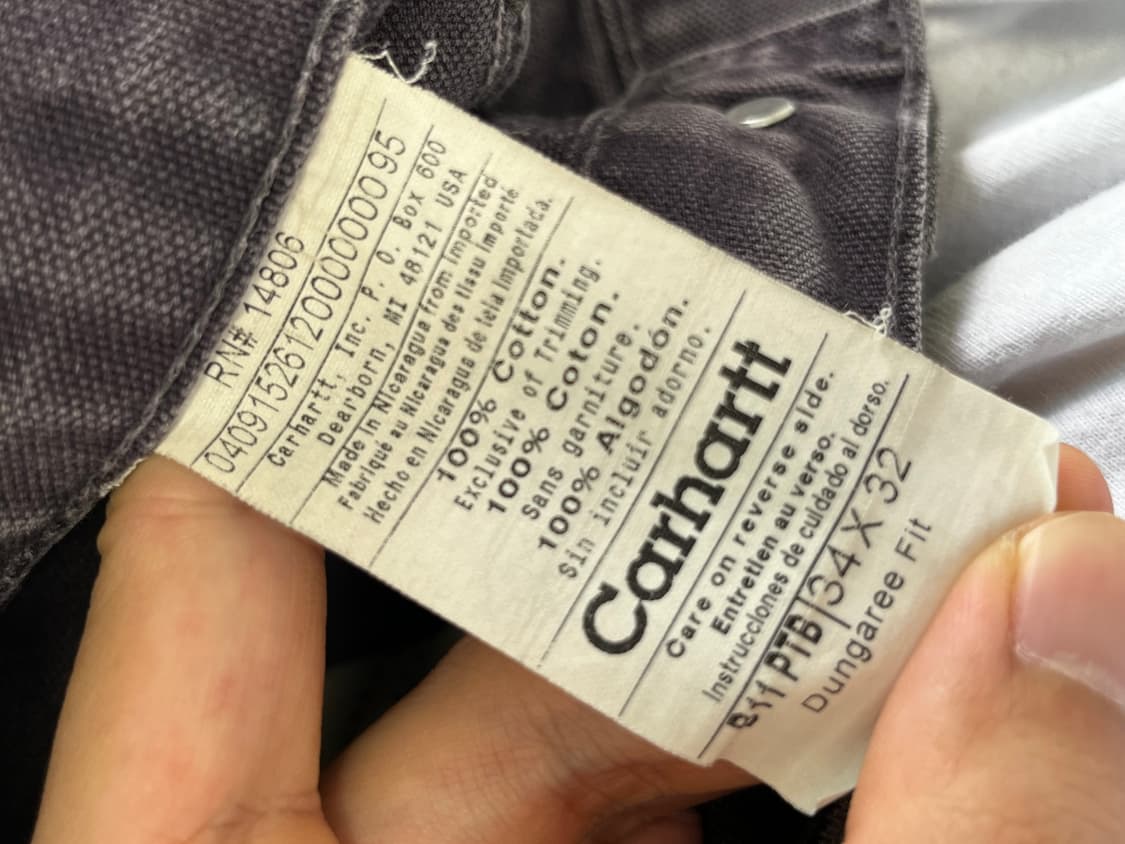 RN# 14806
0409152612000000000095
Carhartt, Inc., P. O. Box 600
Dearborn, MI 48121 USA
Made in Nicaragua from imported
Fabriqué au Nicaragua des tissu importé.
Hecho en Nicaragua de tela importada.
100% Cotton.
Exclusive of Trimming.
100% Coton.
Sans garniture.
100% Algodón.
Sin incluir adorno.
Carhartt
Care on reverse side.
Entretien au verso.
Instrucciones de cuidado al dorso.
B11 PTB 34 X 32
Dungaree Fit